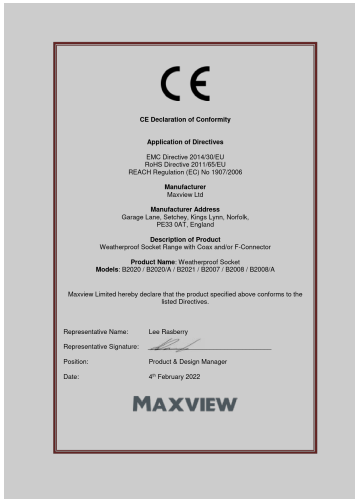 CE
CE Declaration of Conformity
Application of Directives
EMC Directive 2014/30/EU
RoHS Directive 2011/65/EU
REACH Regulation (EC) No 1907/2006
Manufacturer
Maxview Ltd
Manufacturer Address
Garage Lane, Setchey, Kings Lynn, Norfolk,
PE33 0AT, England
Description of Product
Weatherproof Socket Range with Coax and/or F-Connector
Product Name: Weatherproof Socket
Models: B2020 / B2020/A / B2021 / B2007 / B2008 / B2008/A
Maxview Limited hereby declare that the product specified above conforms to the
listed Directives.
Representative Name: Lee Rasberry
Representative Signature:
Position: Product & Design Manager
Date: 4th February 2022
MAXVIEW